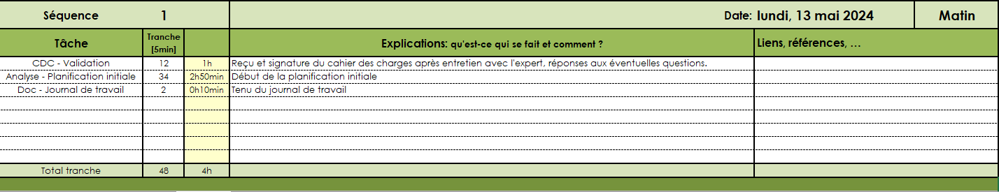 Séquence 1 Date: lundi, 13 mai 2024 Matin
Tâche Tranche [5min] Explications: qu'est-ce qui se fait et comment ? Liens, références, ...
CDC - Validation 12 1h Reçu et signature du cahier des charges après entretien avec l'expert, réponses aux éventuelles questions.
Analyse - Planification initiale 34 2h50min Début de la planification initiale
Doc - Journal de travail 2 0h10min Tenu du journal de travail
Total tranche 48 4h